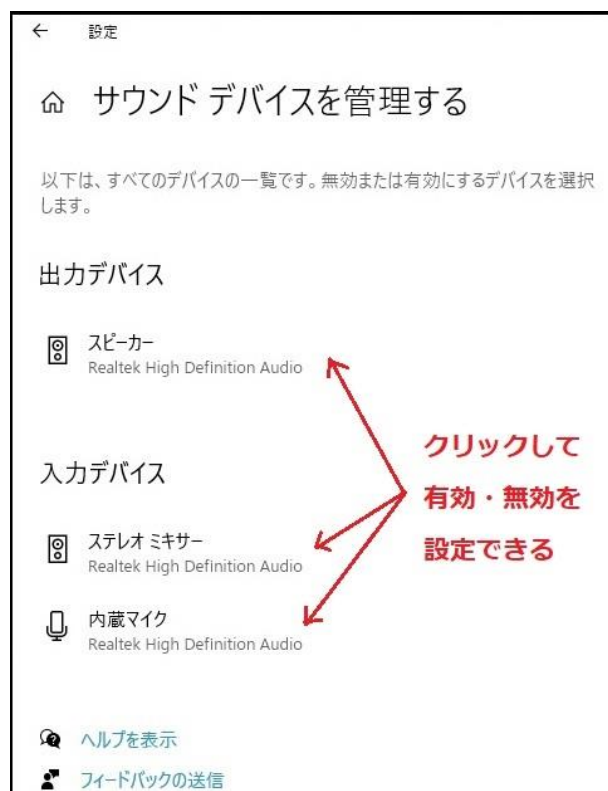 設定
サウンド デバイスを管理する
以下は、すべてのデバイスの一覧です。無効または有効にするデバイスを選択
します。
出力デバイス
スピーカー
Realtek High Definition Audio
クリックして
有効・無効を
設定できる
入力デバイス
ステレオ ミキサー
Realtek High Definition Audio
内蔵マイク
Realtek High Definition Audio
ヘルプを表示
フィードバックの送信